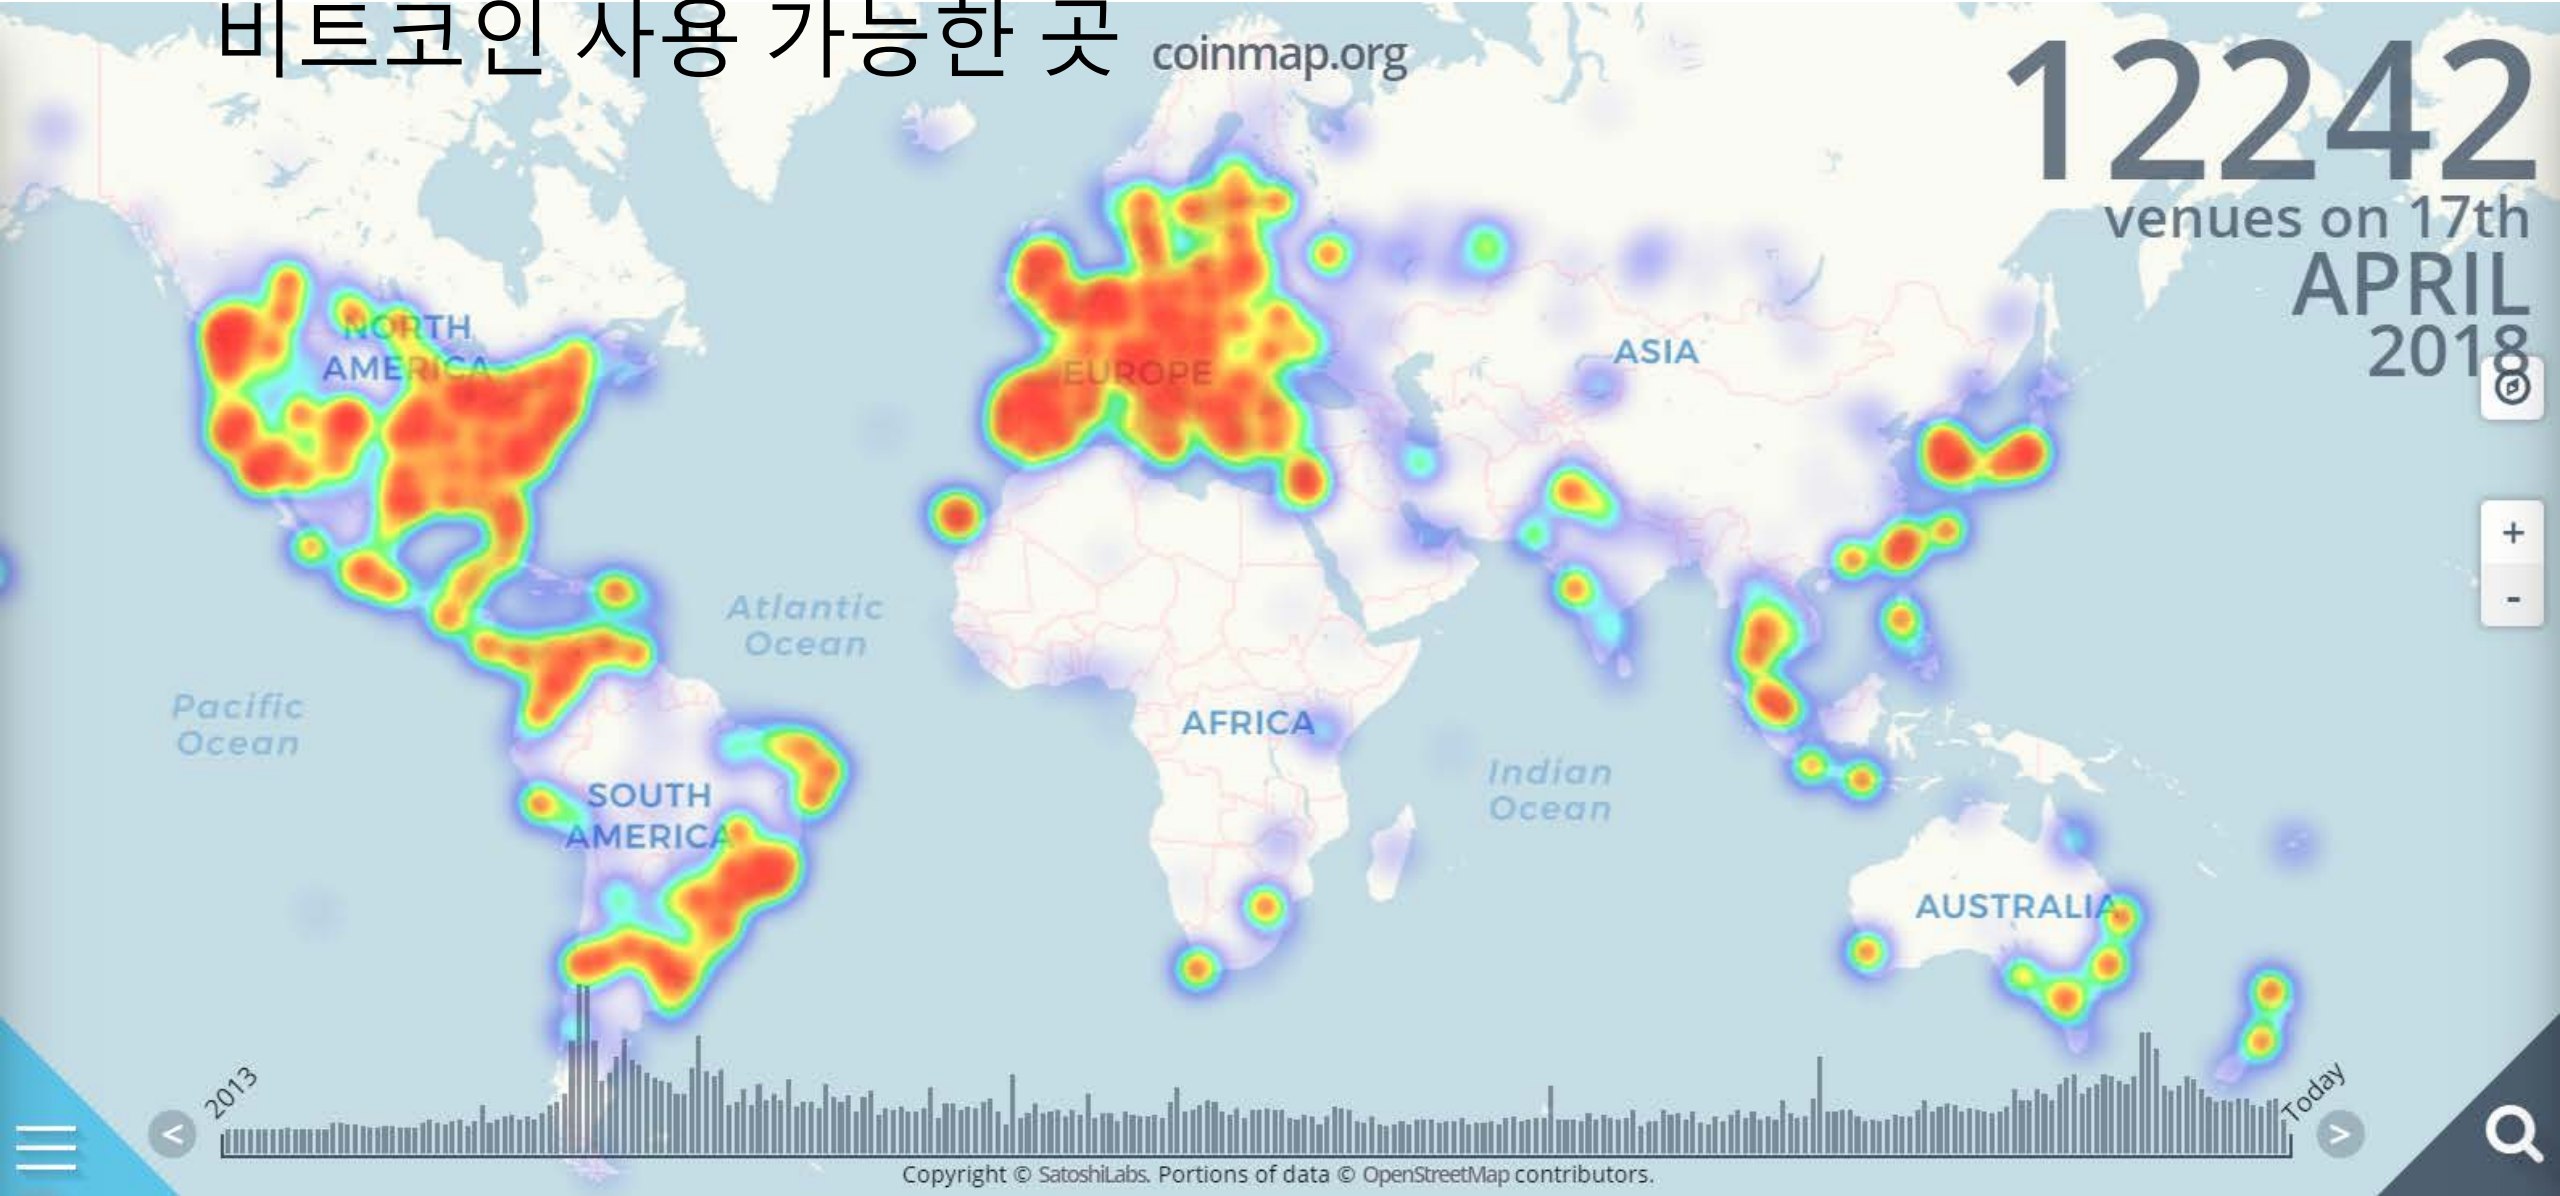 비트코인 사용 가능한 곳
coinmap.org
12242
venues on 17th
APRIL
2018
NORTH
AMERICA
EUROPE
ASIA
Atlantic
Ocean
Pacific
Ocean
AFRICA
SOUTH
AMERICA
Indian
Ocean
AUSTRALIA
+
-
2013
Today
<
>
Copyright © SatoshiLabs. Portions of data © OpenStreetMap contributors.